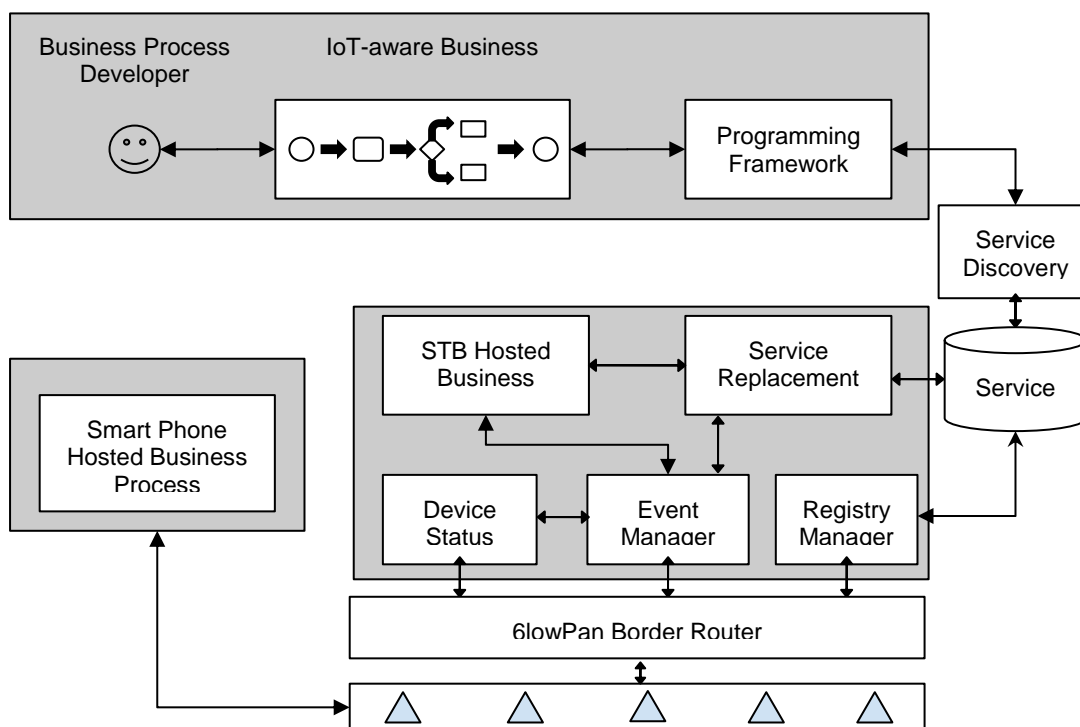 Business Process
Developer
IoT-aware Business
Programming
Framework
Service
Discovery
STB Hosted
Business
Service
Replacement
Service
Smart Phone
Hosted Business
Process
Device
Status
Event
Manager
Registry
Manager
6lowPan Border Router